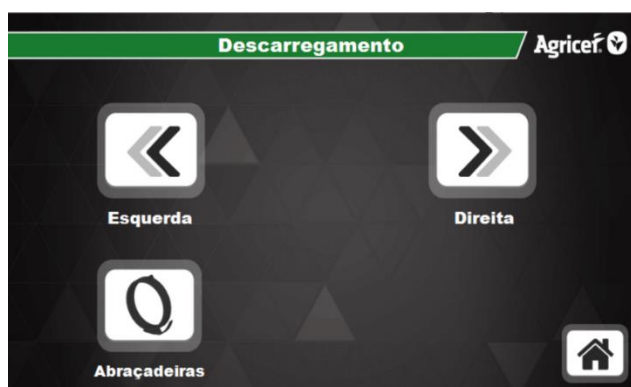 Descarregamento
Agricef
Esquerda
Direita
Abraçadeiras